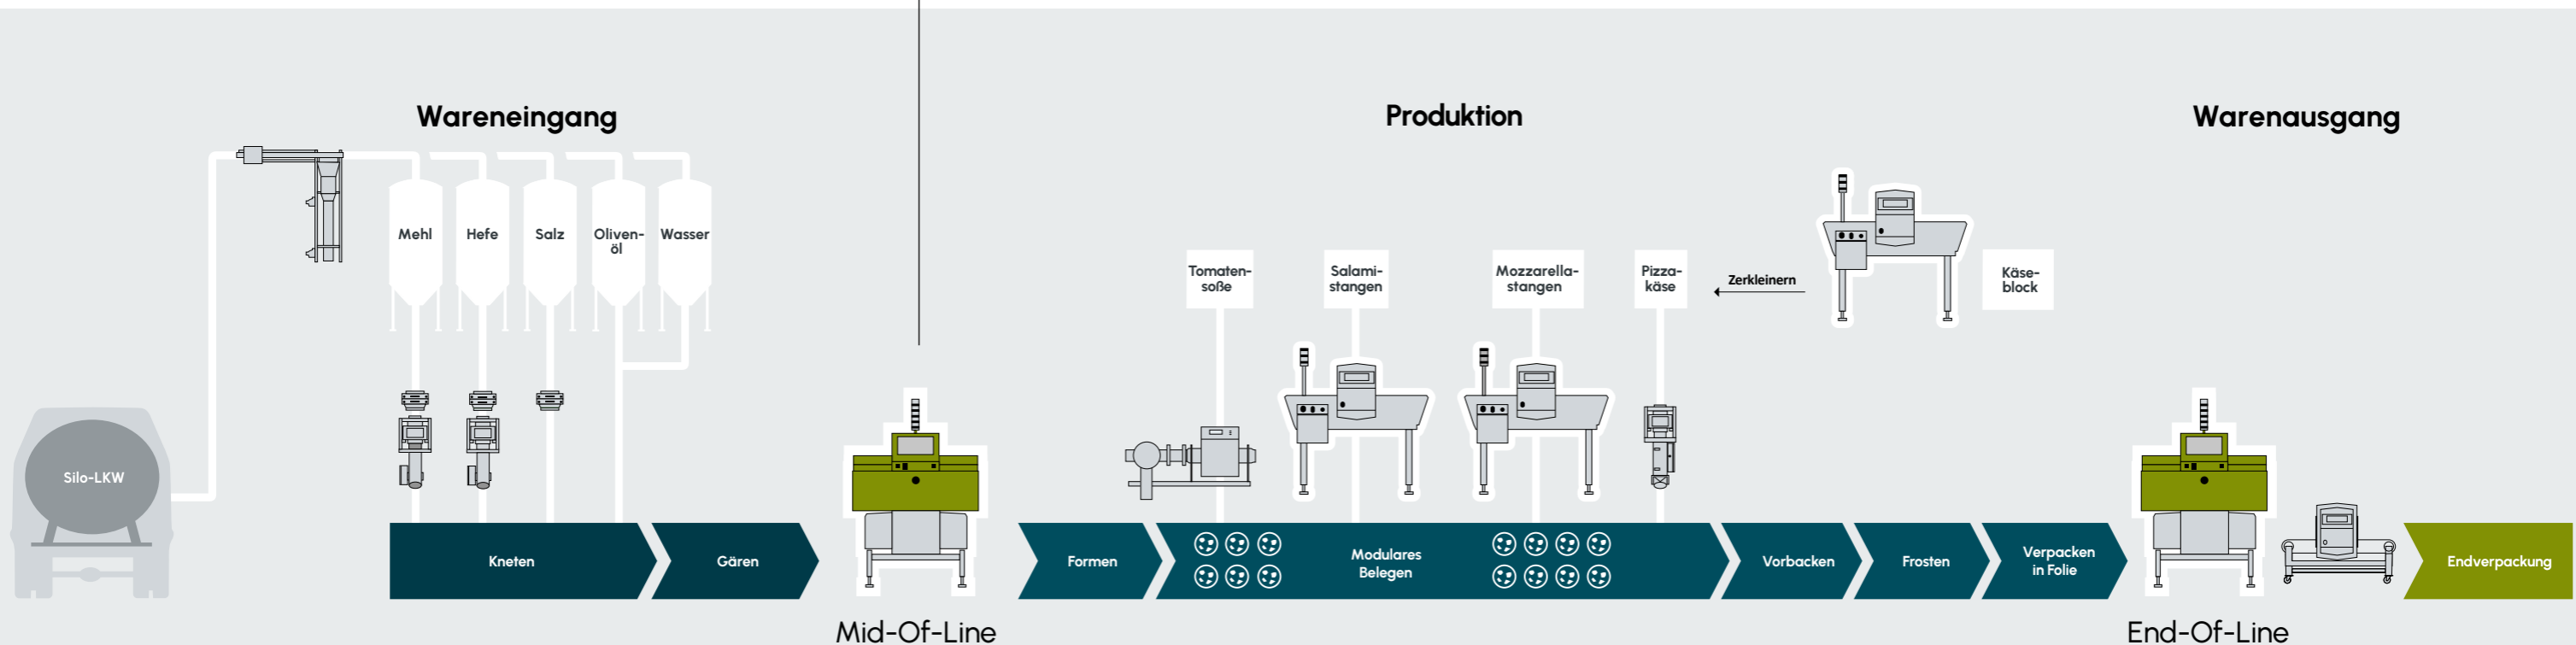 Wareneingang
Produktion
Warenausgang
Mehl
Hefe
Salz
Oliven-
öl
Wasser
Tomaten-
soße
Salami-
stangen
Mozzarella-
stangen
Pizza-
käse
Zerkleinern
Käse-
block
Silo-LKW
Kneten
Gären
Formen
Modulares
Belegen
Vorbacken
Frosten
Verpacken
in Folie
Endverpackung
Mid-Of-Line
End-Of-Line